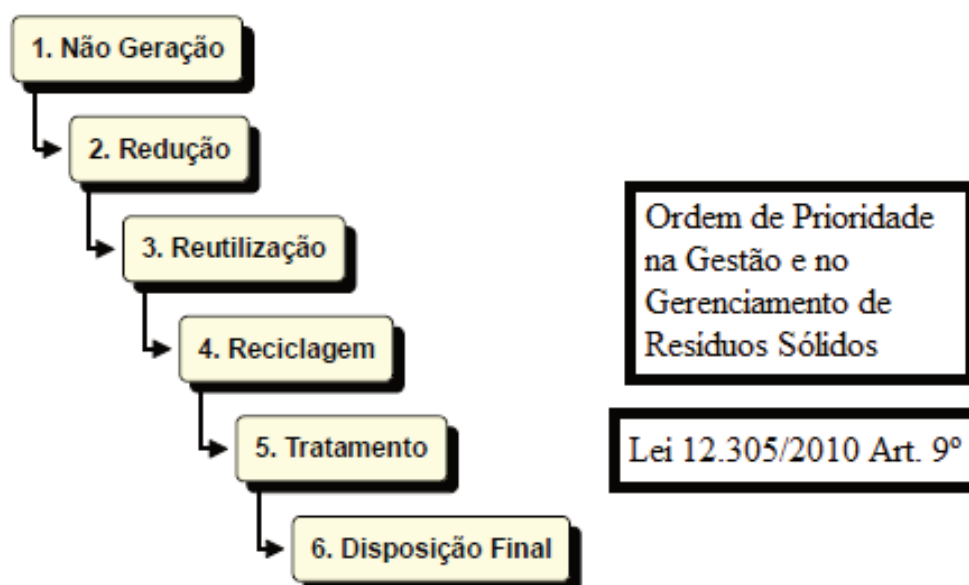 1. Não Geração
2. Redução
3. Reutilização
4. Reciclagem
5. Tratamento
6. Disposição Final
Ordem de Prioridade
na Gestão e no
Gerenciamento de
Resíduos Sólidos
Lei 12.305/2010 Art. 9º